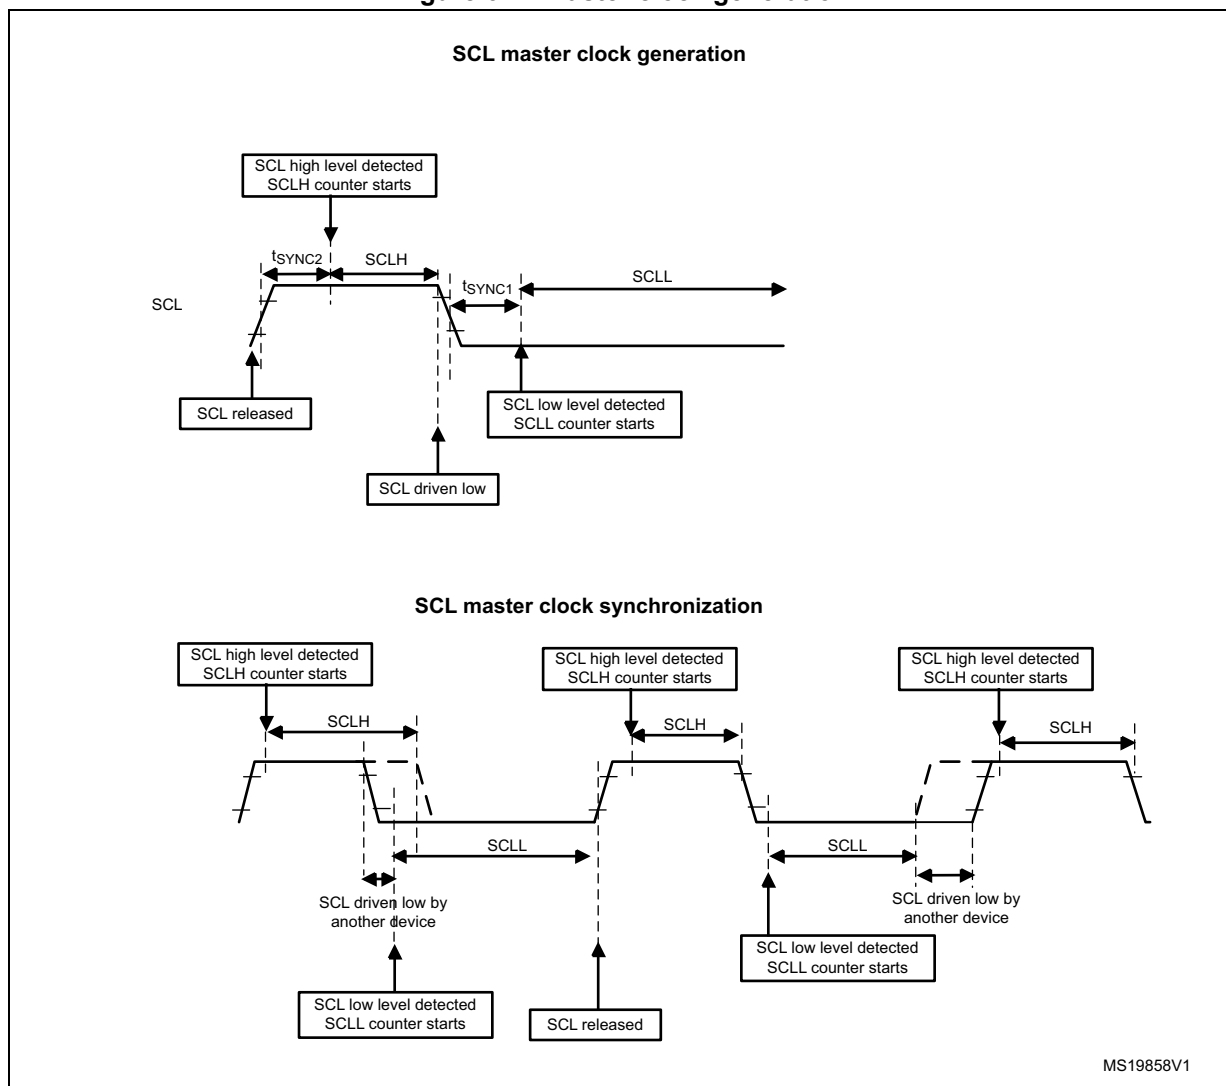 SCL master clock generation
SCL high level detected
SCLH counter starts
tSYNC2
SCLH
tSYNC1
SCLL
SCL
SCL released
SCL low level detected
SCLL counter starts
SCL driven low
SCL master clock synchronization
SCL high level detected
SCLH counter starts
SCL high level detected
SCLH counter starts
SCL high level detected
SCLH counter starts
SCLH
SCLH
SCLH
SCLL
SCLL
SCL driven low by
another device
SCL driven low by
another device
SCL low level detected
SCLL counter starts
SCL low level detected
SCLL counter starts
SCL released
MS19858V1